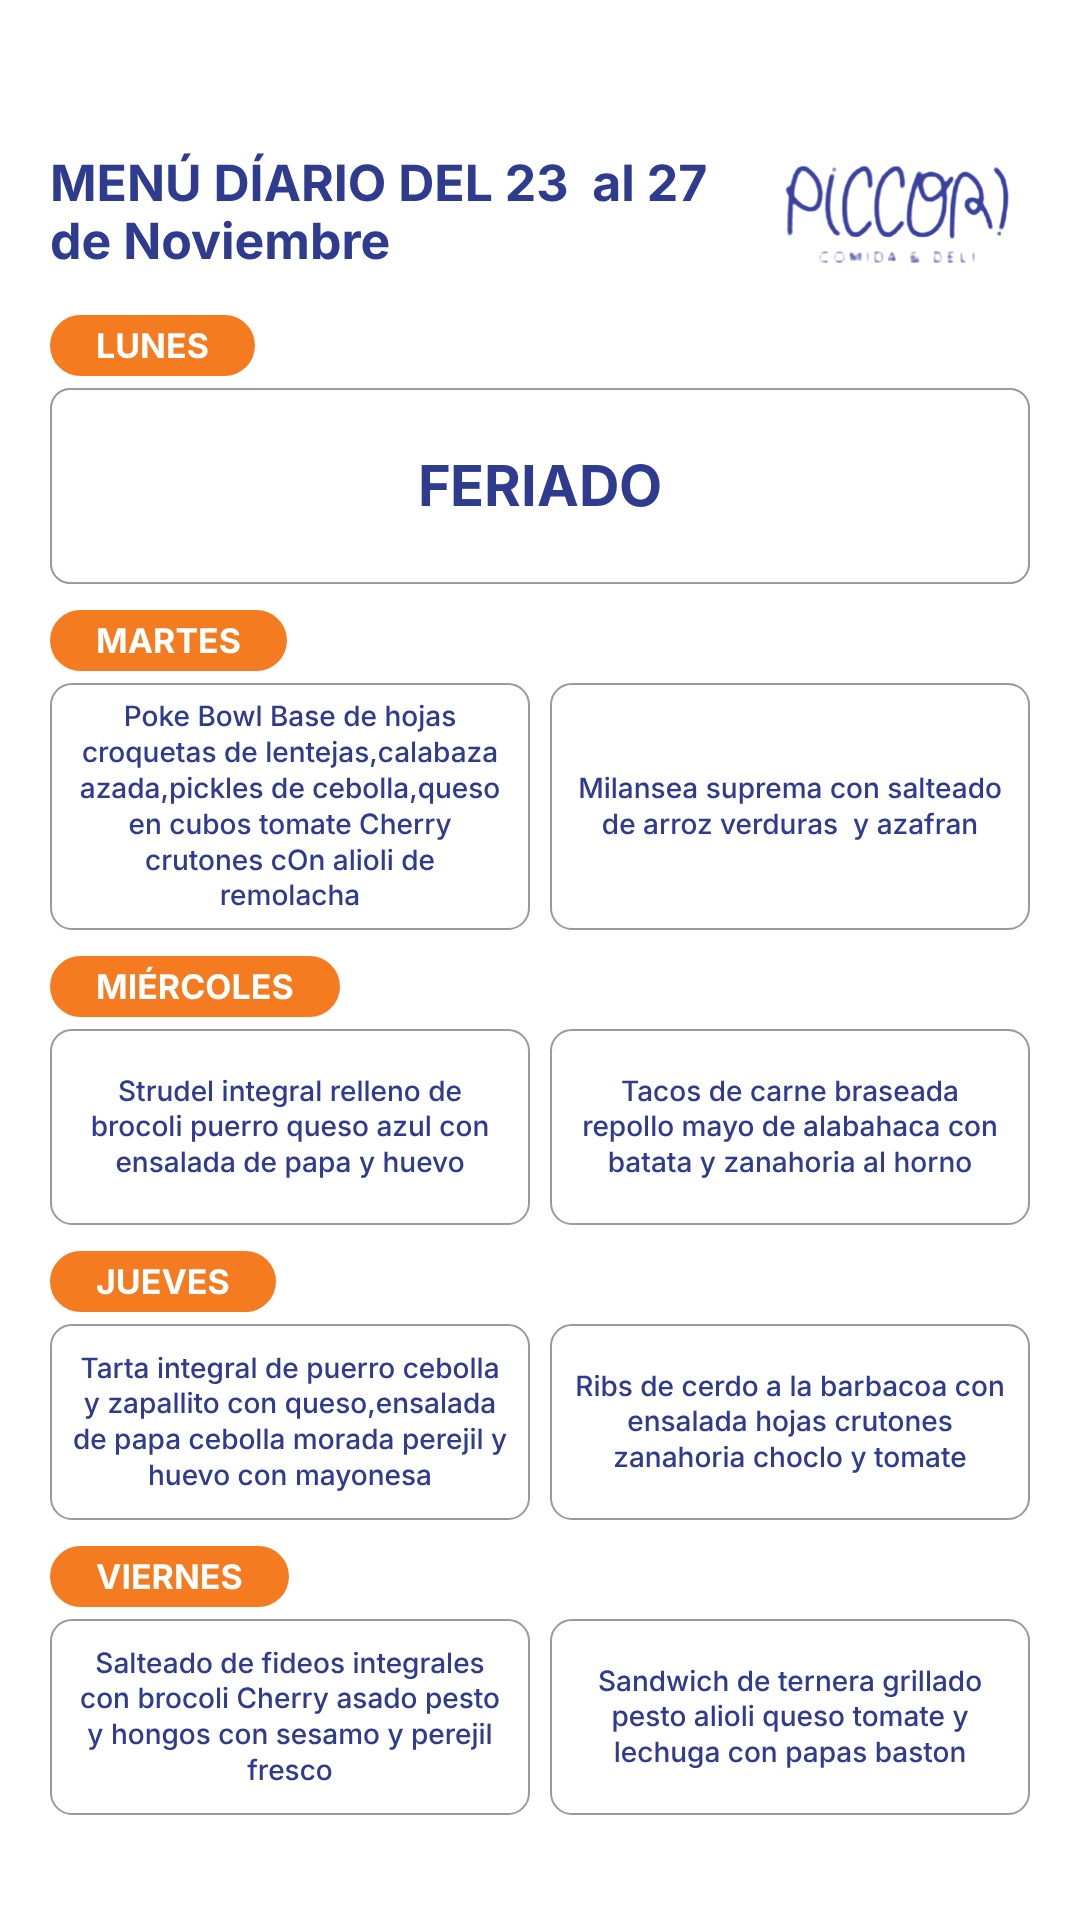 MENÚ DÍARIO DEL 23  al 27
de Noviembre
PICCORI
COMIDA & DELI
LUNES
FERIADO
MARTES
Poke Bowl Base de hojas
croquetas de lentejas,calabaza
azada,pickles de cebolla,queso
en cubos tomate Cherry
crutones cOn alioli de
remolacha
Milansea suprema con salteado
de arroz verduras  y azafran
MIÉRCOLES
Strudel integral relleno de
brocoli puerro queso azul con
ensalada de papa y huevo
Tacos de carne braseada
repollo mayo de alabahaca con
batata y zanahoria al horno
JUEVES
Tarta integral de puerro cebolla
y zapallito con queso,ensalada
de papa cebolla morada perejil y
huevo con mayonesa
Ribs de cerdo a la barbacoa con
ensalada hojas crutones
zanahoria choclo y tomate
VIERNES
Salteado de fideos integrales
con brocoli Cherry asado pesto
y hongos con sesamo y perejil
fresco
Sandwich de ternera grillado
pesto alioli queso tomate y
lechuga con papas baston